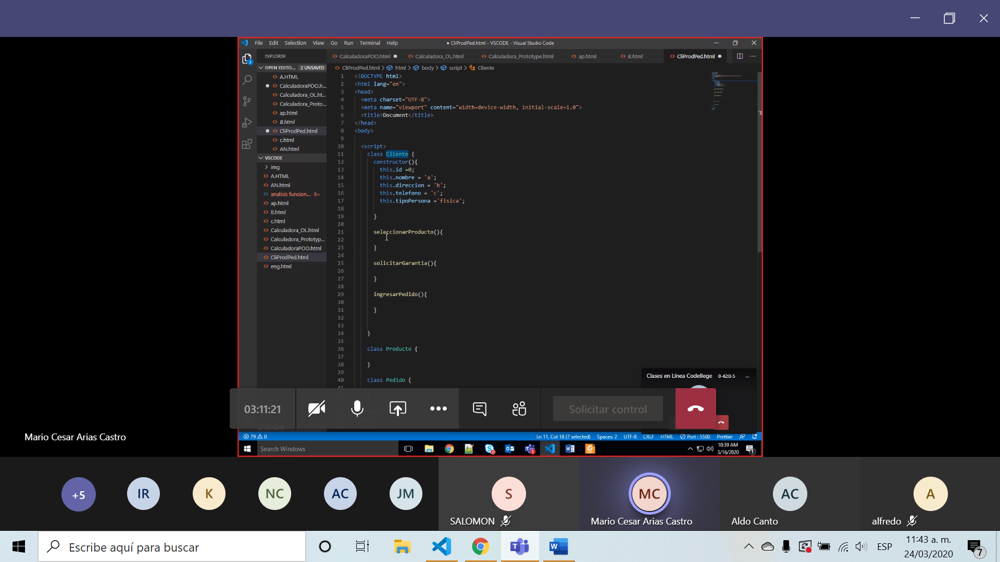 File Edit Selection View Go Run Terminal Help
● CliProdPed.html - VSCODE - Visual Studio Code
EXPLORER
OPEN EDITO... 2 UNSAVED
A.HTML
CalculadoraPOO.h...
Calculadora_OL.ht...
Calculadora_Proto...
ap.html
B.html
CliProdPed.html
c.html
AN.html
VSCODE
img
A.HTML
AN.html
analisis funcion... 9+
ap.html
B.html
c.html
Calculadora_OL.html
Calculadora_Prototyp...
CalculadoraPOO.html
CliProdPed.html
eng.html
2
CalculadoraPOO.html Calculadora_OL.html Calculadora_Prototype.html ap.html B.html CliProdPed.html
CliProdPed.html > html > body > script > Cliente
1 <!DOCTYPE html>
2 <html lang="en">
3 <head>
4 <meta charset="UTF-8">
5 <meta name="viewport" content="width=device-width, initial-scale=1.0">
6 <title>Document</title>
7 </head>
8 <body>
9
10 <script>
11 class Cliente {
12 constructor(){
13 this.id =0;
14 this.nombre = 'a';
15 this.direccion = 'b';
16 this.telefono = 'c';
17 this.tipoPersona ='fisica';
18
19 }
20
21 seleccionarProducto(){
22
23 }
24
25 solicitarGarantia(){
26
27 }
28
29 ingresarPedido(){
30
31 }
32
33
34 }
35
36 class Producto {
37
38 }
39
40 class Pedido {
41
Clases en Línea Codellege 0-42:0-5
03:11:21
Solicitar control
79 0
Ln 11, Col 18 (7 selected) Spaces: 2 UTF-8 CRLF HTML Port : 5500 Prettier
Search Windows
10:39 AM
3/16/2020
1
Mario Cesar Arias Castro
+5 IR K NC AC JM S MC AC A
SALOMON Mario Cesar Arias Castro Aldo Canto alfredo
Escribe aquí para buscar
ESP
11:43 a. m.
24/03/2020
7